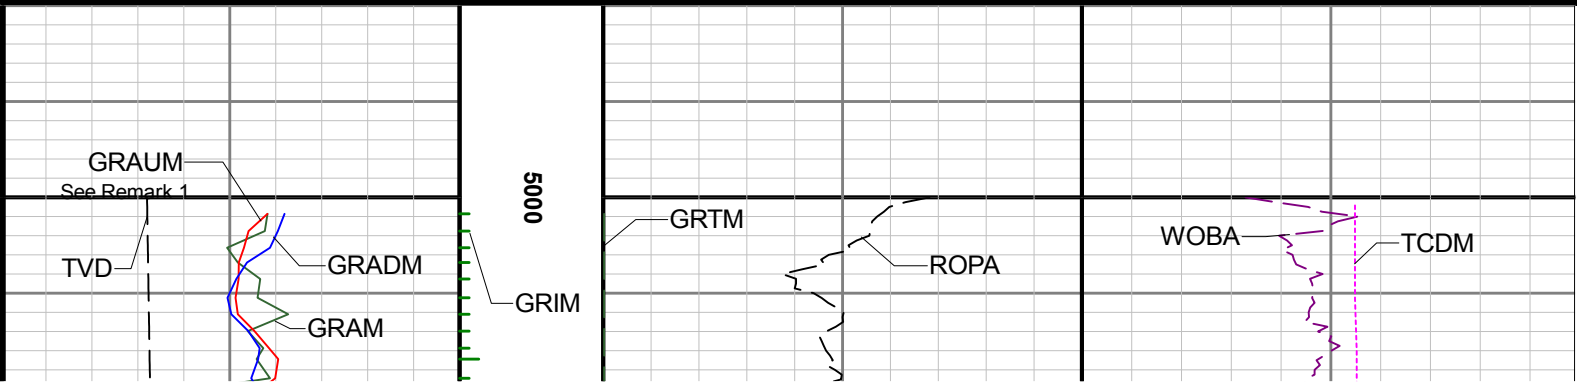 GRAUM
See Remark 1
5000
GRTM
WOBA
TCDM
TVD
GRADM
ROPA
GRIM
GRAM